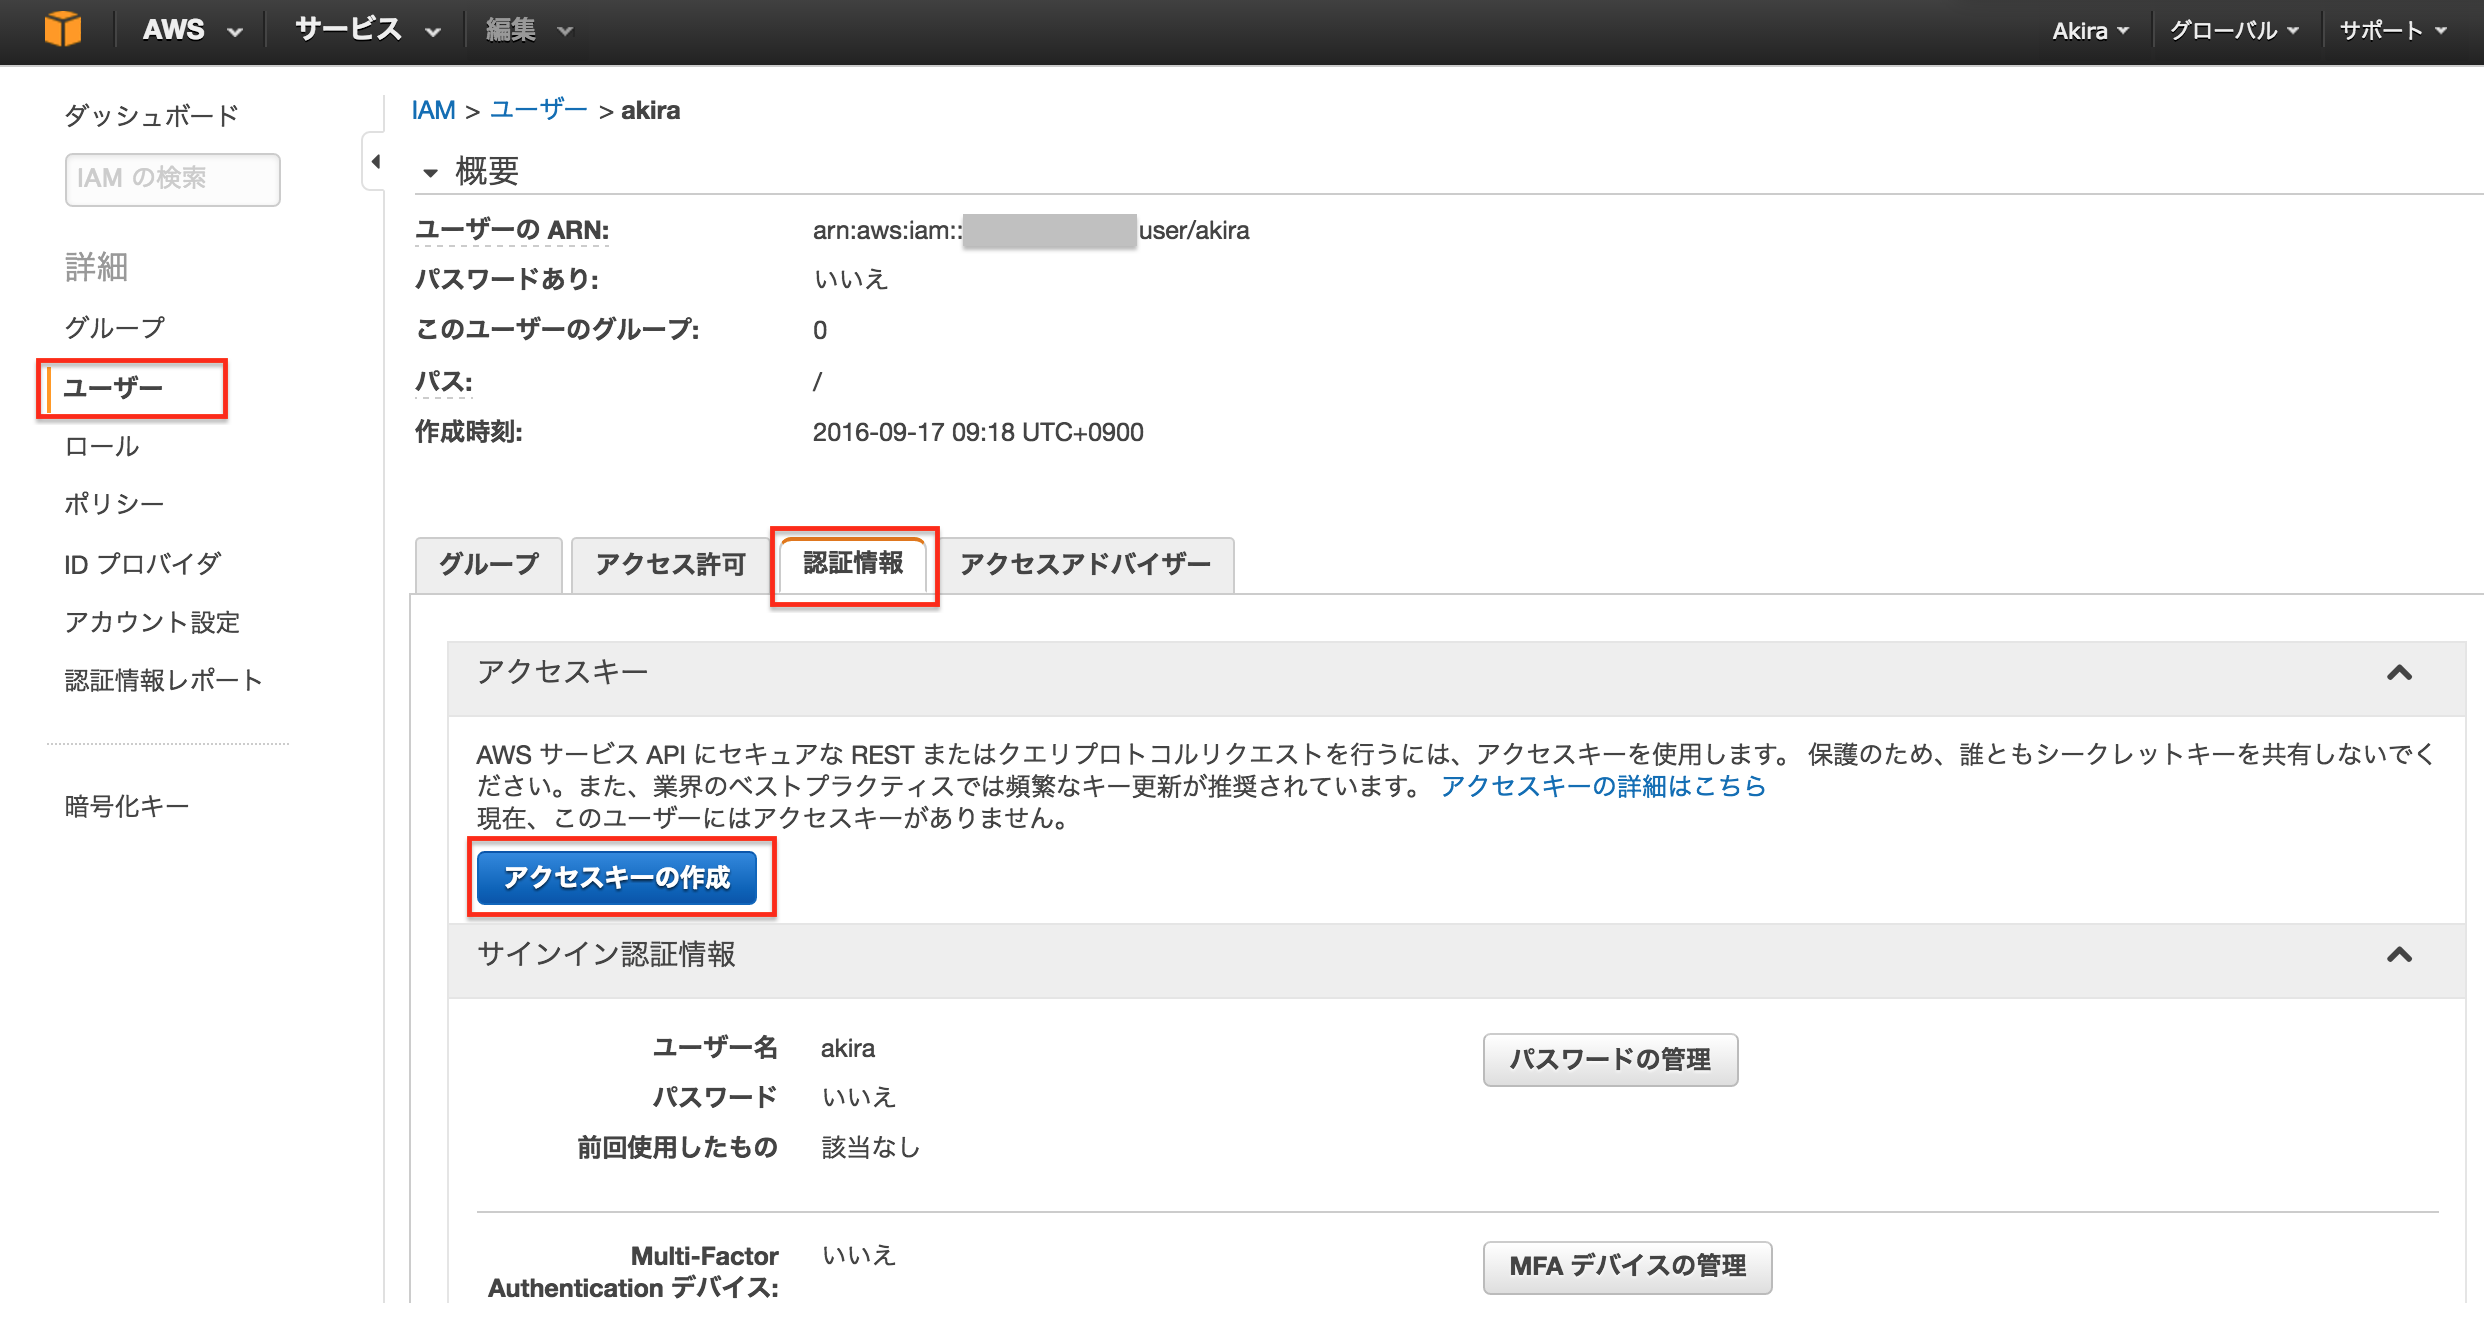 AWS サービス 編集 Akira グローバル サポート
ダッシュボード
IAM の検索
詳細
グループ
ユーザー
ロール
ポリシー
ID プロバイダ
アカウント設定
認証情報レポート
暗号化キー
IAM > ユーザー > akira
概要
ユーザーの ARN: arn:aws:iam:: user/akira
パスワードあり: いいえ
このユーザーのグループ: 0
パス: /
作成時刻: 2016-09-17 09:18 UTC+0900
グループ アクセス許可 認証情報 アクセスアドバイザー
アクセスキー
AWS サービス API にセキュアな REST またはクエリプロトコルリクエストを行うには、アクセスキーを使用します。 保護のため、誰ともシークレットキーを共有しないでく
ださい。また、業界のベストプラクティスでは頻繁なキー更新が推奨されています。 アクセスキーの詳細はこちら
現在、このユーザーにはアクセスキーがありません。
アクセスキーの作成
サインイン認証情報
ユーザー名 akira パスワードの管理
パスワード いいえ
前回使用したもの 該当なし
Multi-Factor いいえ MFA デバイスの管理
Authentication デバイス: